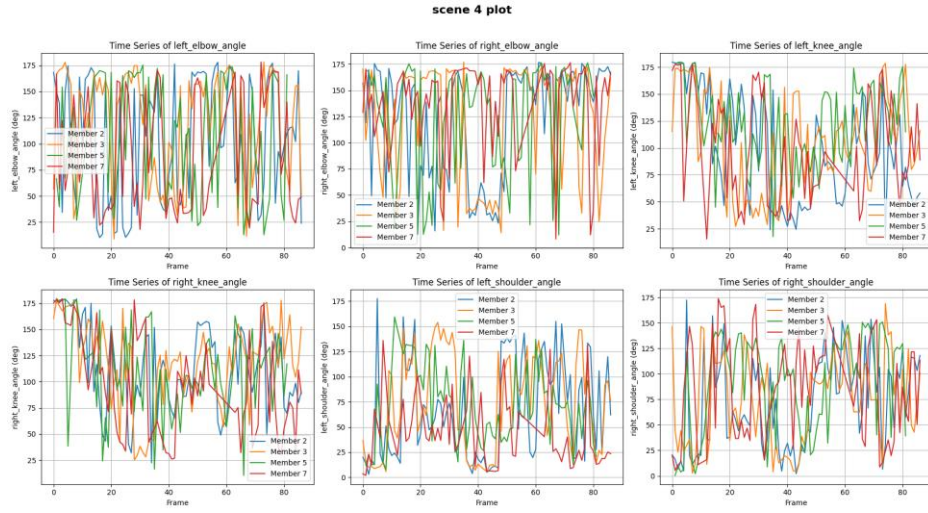 scene 4 plot
Time Series of left_elbow_angle
left_elbow_angle (deg)
175
150
125
100
75
50
25
Member 2
Member 3
Member 5
Member 7
0 20 40 60 80
Frame
Time Series of right_elbow_angle
right_elbow_angle (deg)
175
150
125
100
75
50
25
0
Member 2
Member 3
Member 5
Member 7
0 20 40 60 80
Frame
Time Series of left_knee_angle
left_knee_angle (deg)
175
150
125
100
75
50
25
Member 2
Member 3
Member 5
Member 7
0 20 40 60 80
Frame
Time Series of right_knee_angle
right_knee_angle (deg)
175
150
125
100
75
50
25
Member 2
Member 3
Member 5
Member 7
0 20 40 60 80
Frame
Time Series of left_shoulder_angle
left_shoulder_angle (deg)
175
150
125
100
75
50
25
0
Member 2
Member 3
Member 5
Member 7
0 20 40 60 80
Frame
Time Series of right_shoulder_angle
right_shoulder_angle (deg)
175
150
125
100
75
50
25
0
Member 2
Member 3
Member 5
Member 7
0 20 40 60 80
Frame